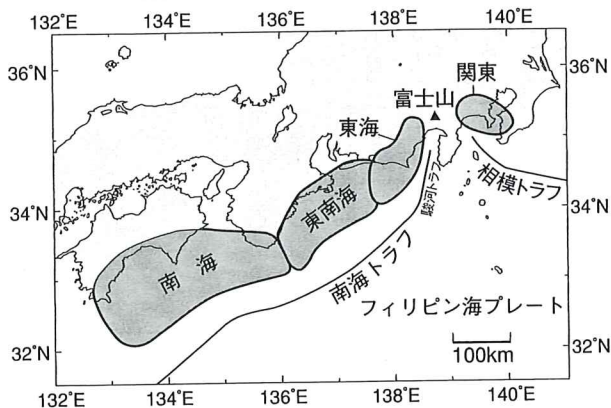 132°E
134°E
136°E
138°E
140°E
36°N
36°N
関東
富士山
東海
駿河トラフ
相模トラフ
34°N
34°N
東南海
南海
南海トラフ
フィリピン海プレート
32°N
32°N
100km
132°E
134°E
136°E
138°E
140°E